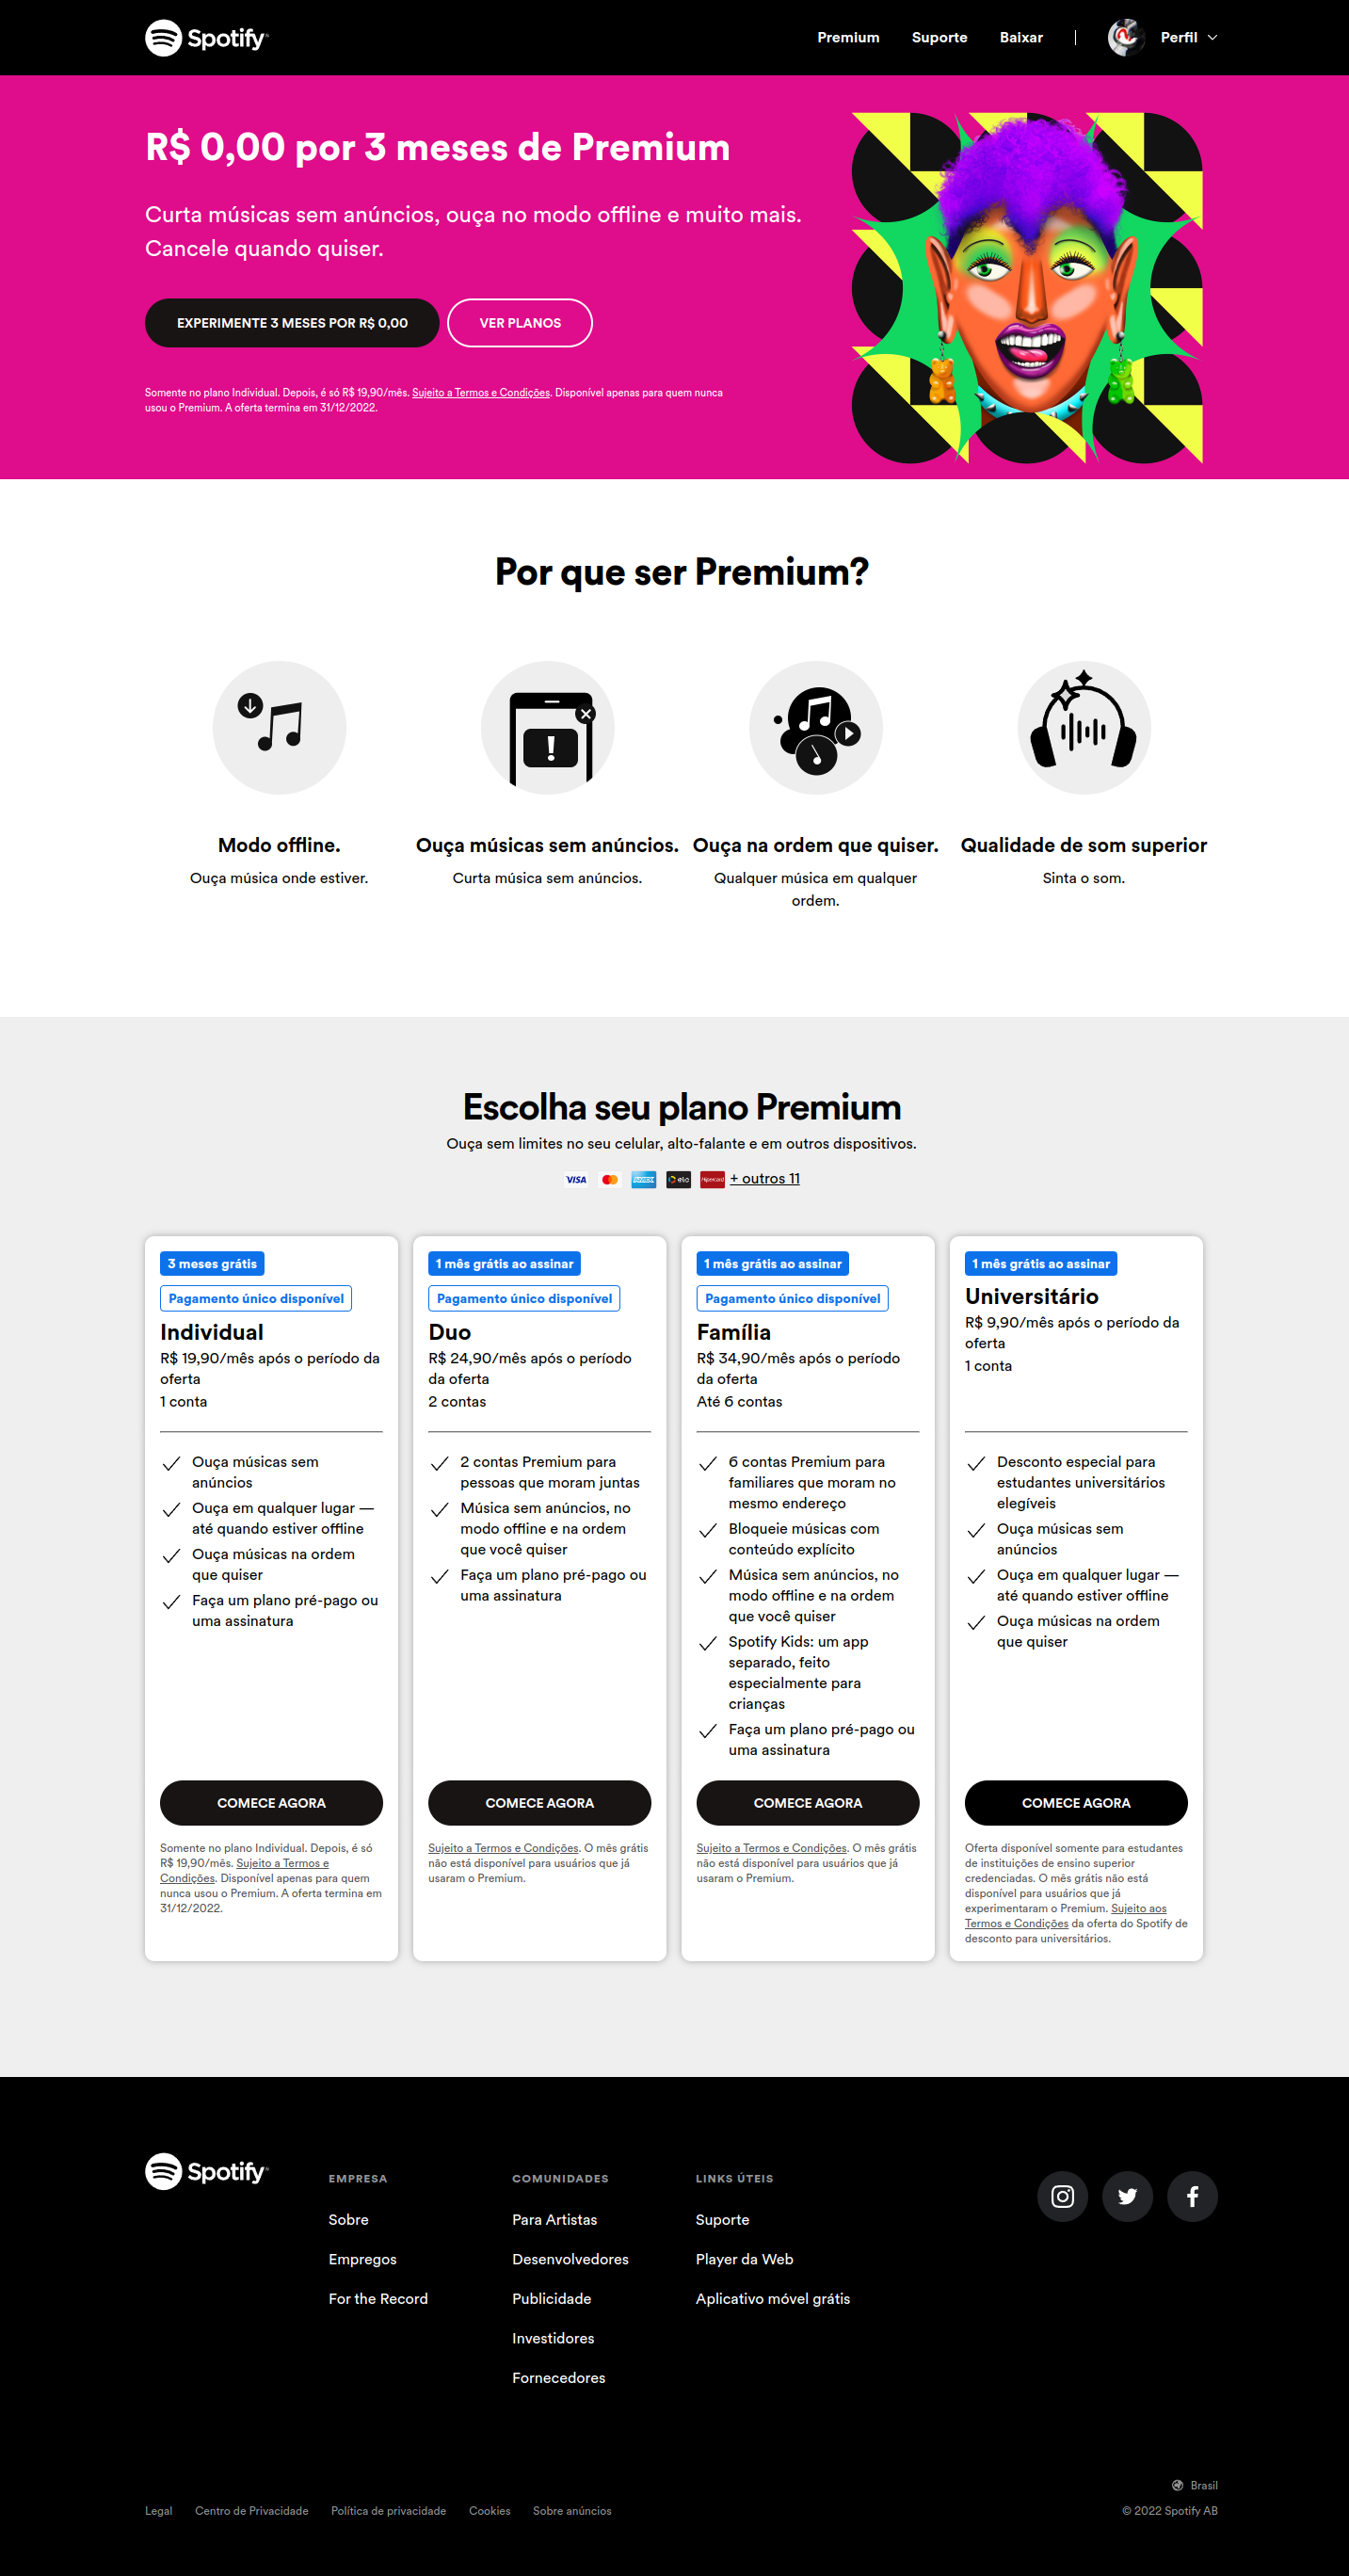 Spotify
Premium
Suporte
Baixar
Perfil
R$ 0,00 por 3 meses de Premium
Curta músicas sem anúncios, ouça no modo offline e muito mais.
Cancele quando quiser.
EXPERIMENTE 3 MESES POR R$ 0,00
VER PLANOS
Somente no plano Individual. Depois, é só R$ 19,90/mês. Sujeito a Termos e Condições. Disponível apenas para quem nunca
usou o Premium. A oferta termina em 31/12/2022.
Por que ser Premium?
Modo offline.
Ouça música onde estiver.
Ouça músicas sem anúncios.
Curta música sem anúncios.
Ouça na ordem que quiser.
Qualquer música em qualquer
ordem.
Qualidade de som superior
Sinta o som.
Escolha seu plano Premium
Ouça sem limites no seu celular, alto-falante e em outros dispositivos.
VISA
AMEX
elo
Hipercard
+ outros 11
3 meses grátis
Pagamento único disponível
Individual
R$ 19,90/mês após o período da
oferta
1 conta
Ouça músicas sem
anúncios
Ouça em qualquer lugar —
até quando estiver offline
Ouça músicas na ordem
que quiser
Faça um plano pré-pago ou
uma assinatura
COMECE AGORA
Somente no plano Individual. Depois, é só
R$ 19,90/mês. Sujeito a Termos e
Condições. Disponível apenas para quem
nunca usou o Premium. A oferta termina em
31/12/2022.
1 mês grátis ao assinar
Pagamento único disponível
Duo
R$ 24,90/mês após o período
da oferta
2 contas
2 contas Premium para
pessoas que moram juntas
Música sem anúncios, no
modo offline e na ordem
que você quiser
Faça um plano pré-pago ou
uma assinatura
COMECE AGORA
Sujeito a Termos e Condições. O mês grátis
não está disponível para usuários que já
usaram o Premium.
1 mês grátis ao assinar
Pagamento único disponível
Família
R$ 34,90/mês após o período
da oferta
Até 6 contas
6 contas Premium para
familiares que moram no
mesmo endereço
Bloqueie músicas com
conteúdo explícito
Música sem anúncios, no
modo offline e na ordem
que você quiser
Spotify Kids: um app
separado, feito
especialmente para
crianças
Faça um plano pré-pago ou
uma assinatura
COMECE AGORA
Sujeito a Termos e Condições. O mês grátis
não está disponível para usuários que já
usaram o Premium.
1 mês grátis ao assinar
Universitário
R$ 9,90/mês após o período da
oferta
1 conta
Desconto especial para
estudantes universitários
elegíveis
Ouça músicas sem
anúncios
Ouça em qualquer lugar —
até quando estiver offline
Ouça músicas na ordem
que quiser
COMECE AGORA
Oferta disponível somente para estudantes
de instituições de ensino superior
credenciadas. O mês grátis não está
disponível para usuários que já
experimentaram o Premium. Sujeito aos
Termos e Condições da oferta do Spotify de
desconto para universitários.
Spotify
EMPRESA
Sobre
Empregos
For the Record
COMUNIDADES
Para Artistas
Desenvolvedores
Publicidade
Investidores
Fornecedores
LINKS ÚTEIS
Suporte
Player da Web
Aplicativo móvel grátis
Brasil
Legal
Centro de Privacidade
Política de privacidade
Cookies
Sobre anúncios
© 2022 Spotify AB